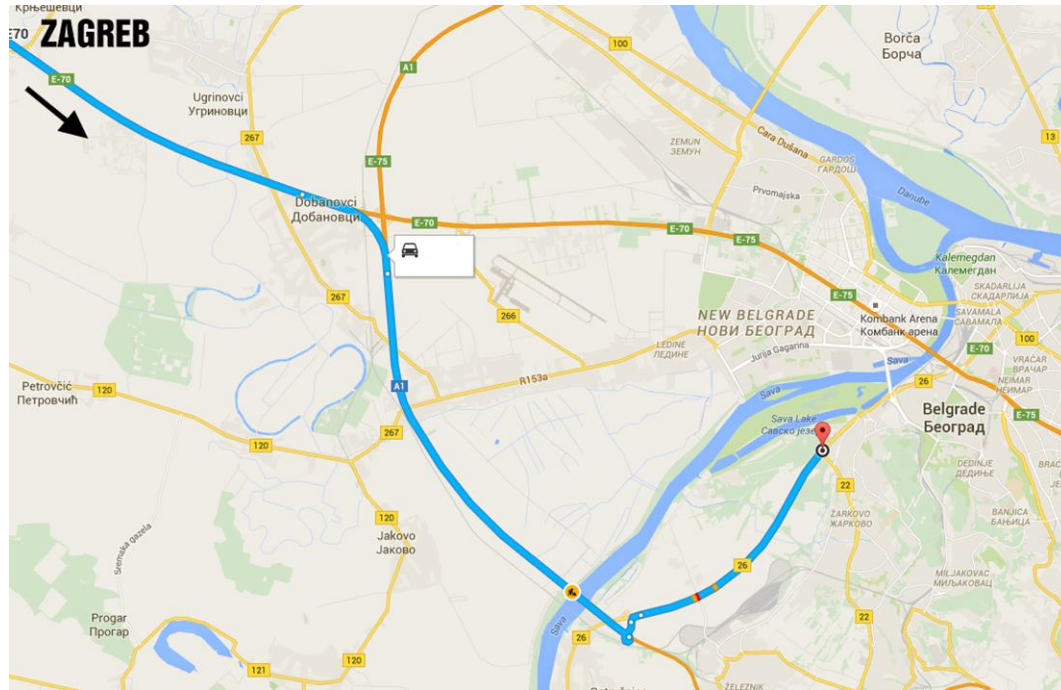 Крњешевци
E70 ZAGREB
E-70
Ugrinovci
Угриновци
267
A1
100
Borča
Борча
13
ZEMUN
ЗЕМУН
Cara Dušana
GARDOŠ
ГАРДОШ
E-75
Dobanovci
Добановци
E-70
E-70
E-75
Prvomajska
Danube
Kalemegdan
Калемегдан
SKADARLIJA
СКАДАРЛИЈА
267
266
E-75
Kombank Arena
Комбанк арена
SAVAMALA
САВАМАЛА
NEW BELGRADE
НОВИ БЕОГРАД
Jurija Gagarina
LEDINE
ЛЕДИНЕ
Sava
E-70
100
VRAČAR
ВРАЧАР
NEIMAR
НЕИМАР
Petrovčić
Петровчић
120
A1
R153a
Sava
26
Belgrade
Београд
E-75
Sava Lake
Савско језеро
267
120
22
DEDINJE
ДЕДИЊЕ
120
Jakovo
Јаково
Sremska gazela
ŽARKOVO
ЖАРКОВО
BANJICA
БАЊИЦА
26
MILJAKOVAC
МИЉАКОВАЦ
Progar
Прогар
Sava
26
22
121
120
ŽELEZNIK